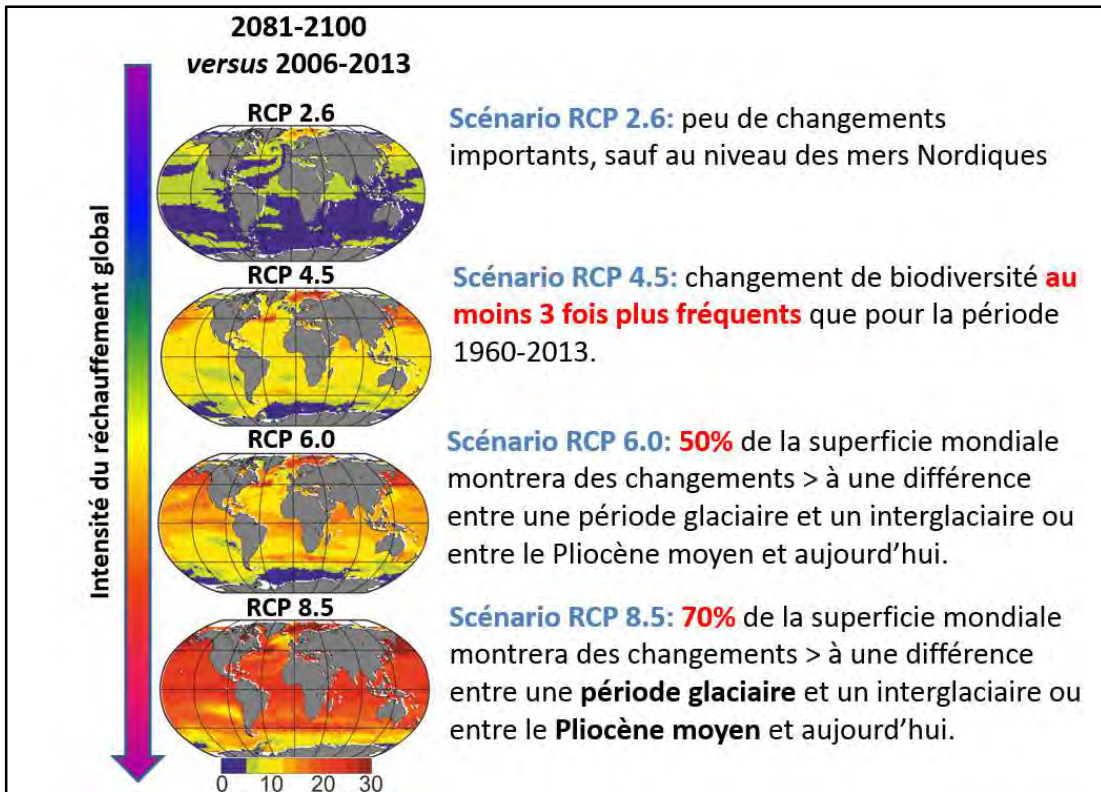 2081-2100
versus 2006-2013
Intensité du réchauffement global
RCP 2.6
Scénario RCP 2.6: peu de changements
importants, sauf au niveau des mers Nordiques
RCP 4.5
Scénario RCP 4.5: changement de biodiversité au
moins 3 fois plus fréquents que pour la période
1960-2013.
RCP 6.0
Scénario RCP 6.0: 50% de la superficie mondiale
montrera des changements > à une différence
entre une période glaciaire et un interglaciaire ou
entre le Pliocène moyen et aujourd’hui.
RCP 8.5
Scénario RCP 8.5: 70% de la superficie mondiale
montrera des changements > à une différence
entre une période glaciaire et un interglaciaire ou
entre le Pliocène moyen et aujourd’hui.
0 10 20 30